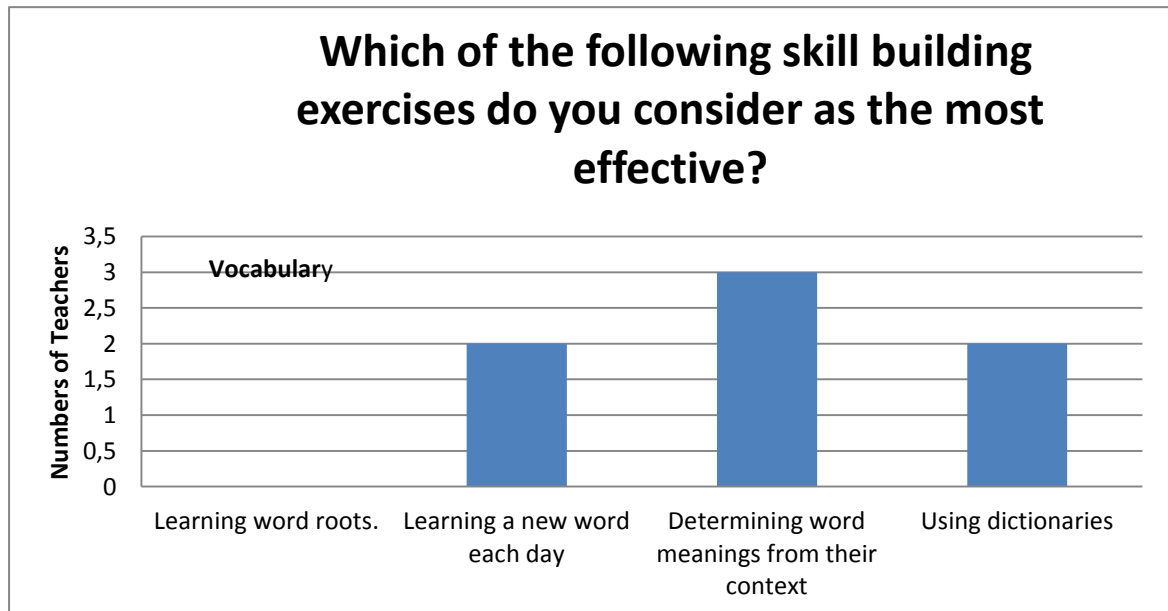 Which of the following skill building
exercises do you consider as the most
effective?
Numbers of Teachers
3,5
3
2,5
2
1,5
1
0,5
0
Vocabulary
Learning word roots.
Learning a new word
each day
Determining word
meanings from their
context
Using dictionaries